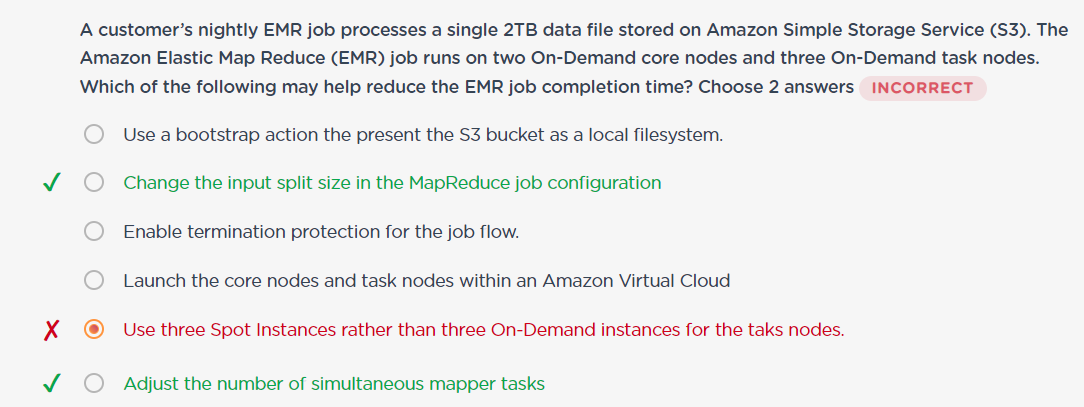 A customer’s nightly EMR job processes a single 2TB data file stored on Amazon Simple Storage Service (S3). The
Amazon Elastic Map Reduce (EMR) job runs on two On-Demand core nodes and three On-Demand task nodes.
Which of the following may help reduce the EMR job completion time? Choose 2 answers INCORRECT
Use a bootstrap action the present the S3 bucket as a local filesystem.
Change the input split size in the MapReduce job configuration
Enable termination protection for the job flow.
Launch the core nodes and task nodes within an Amazon Virtual Cloud
Use three Spot Instances rather than three On-Demand instances for the taks nodes.
Adjust the number of simultaneous mapper tasks